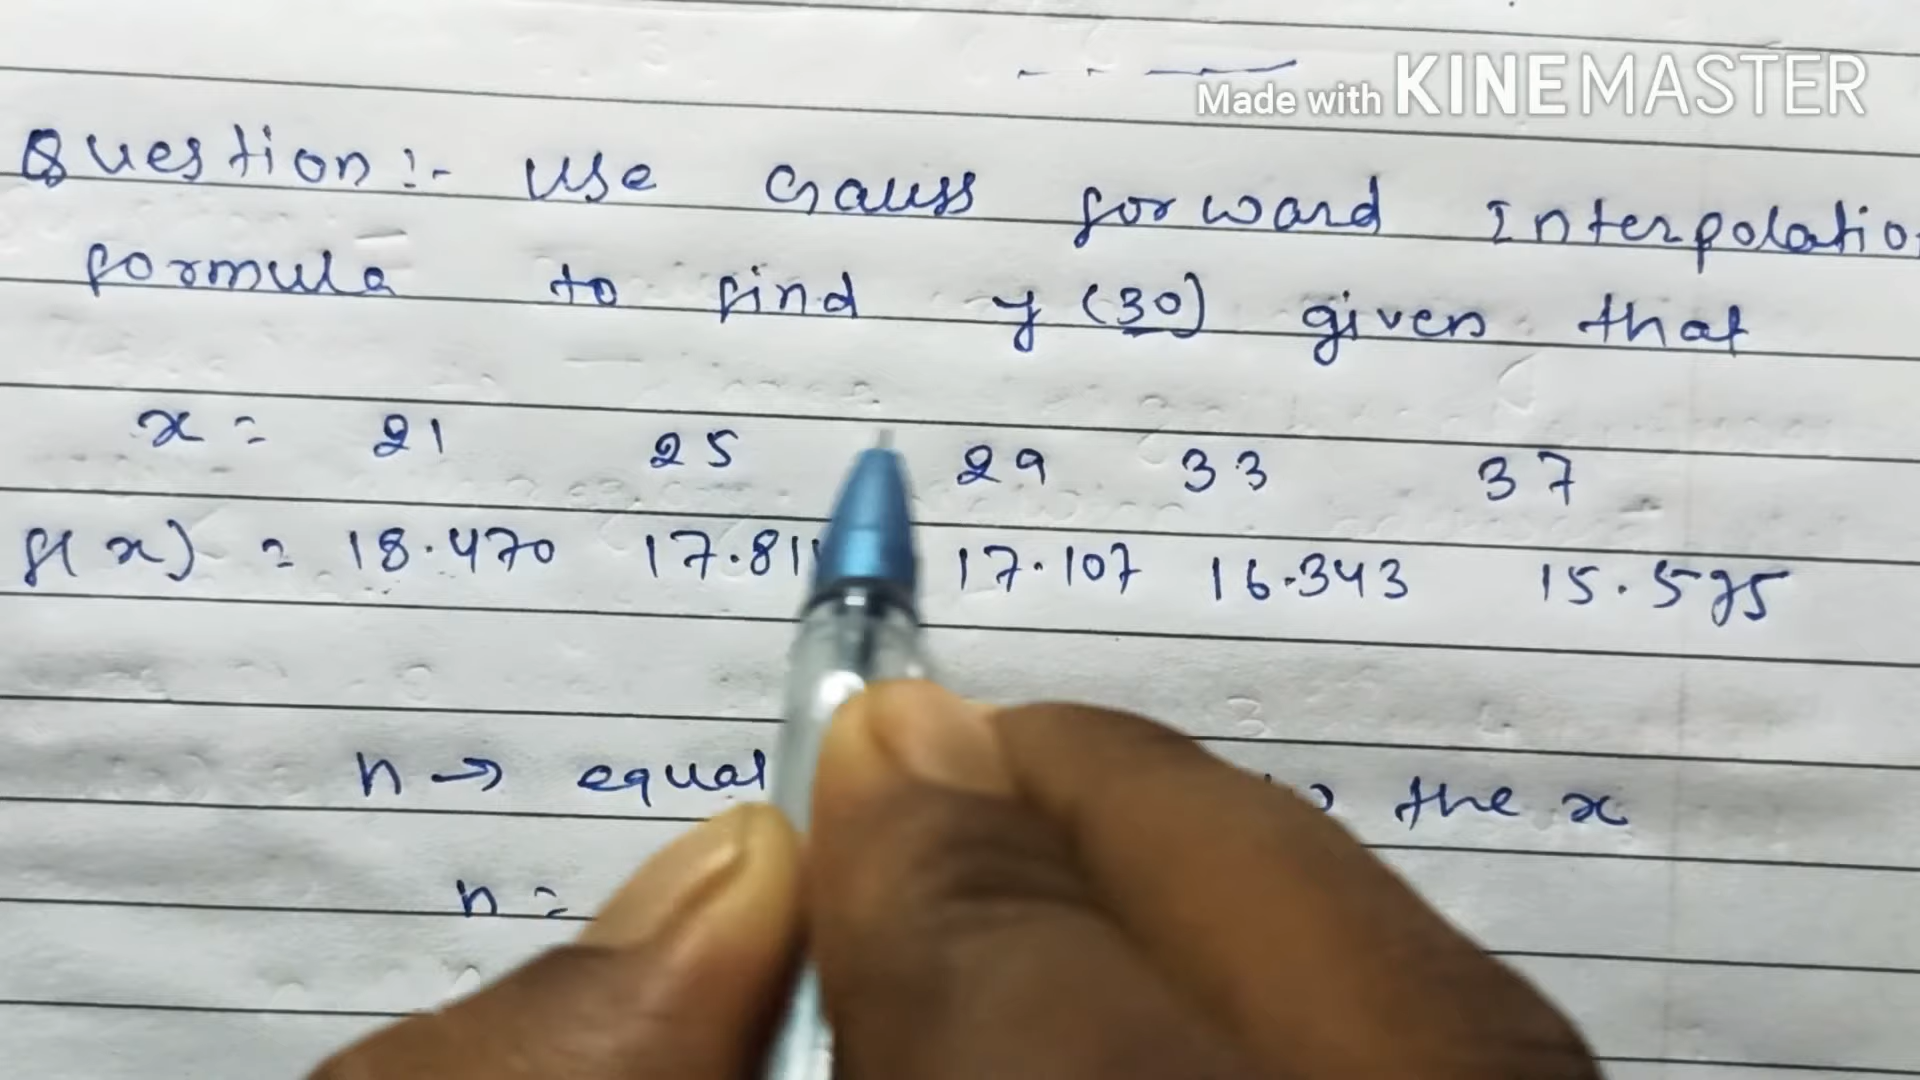 Made with KINEMASTER
Question:- Use Gauss forward Interpolatio
formula to find y (30) given that
x = 21 25 29 33 37
f(x) = 18.470 17.81 17.107 16.343 15.5
n → equal the x
n =